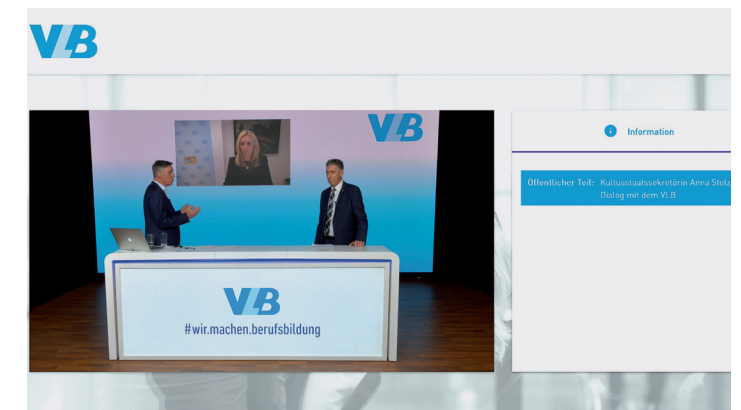 VLB
VLB
Information
Öffentlicher Teil: Kultusstaatssekretärin Anna Stolz
Dialog mit dem VLB
VLB
#wir.machen.berufsbildung